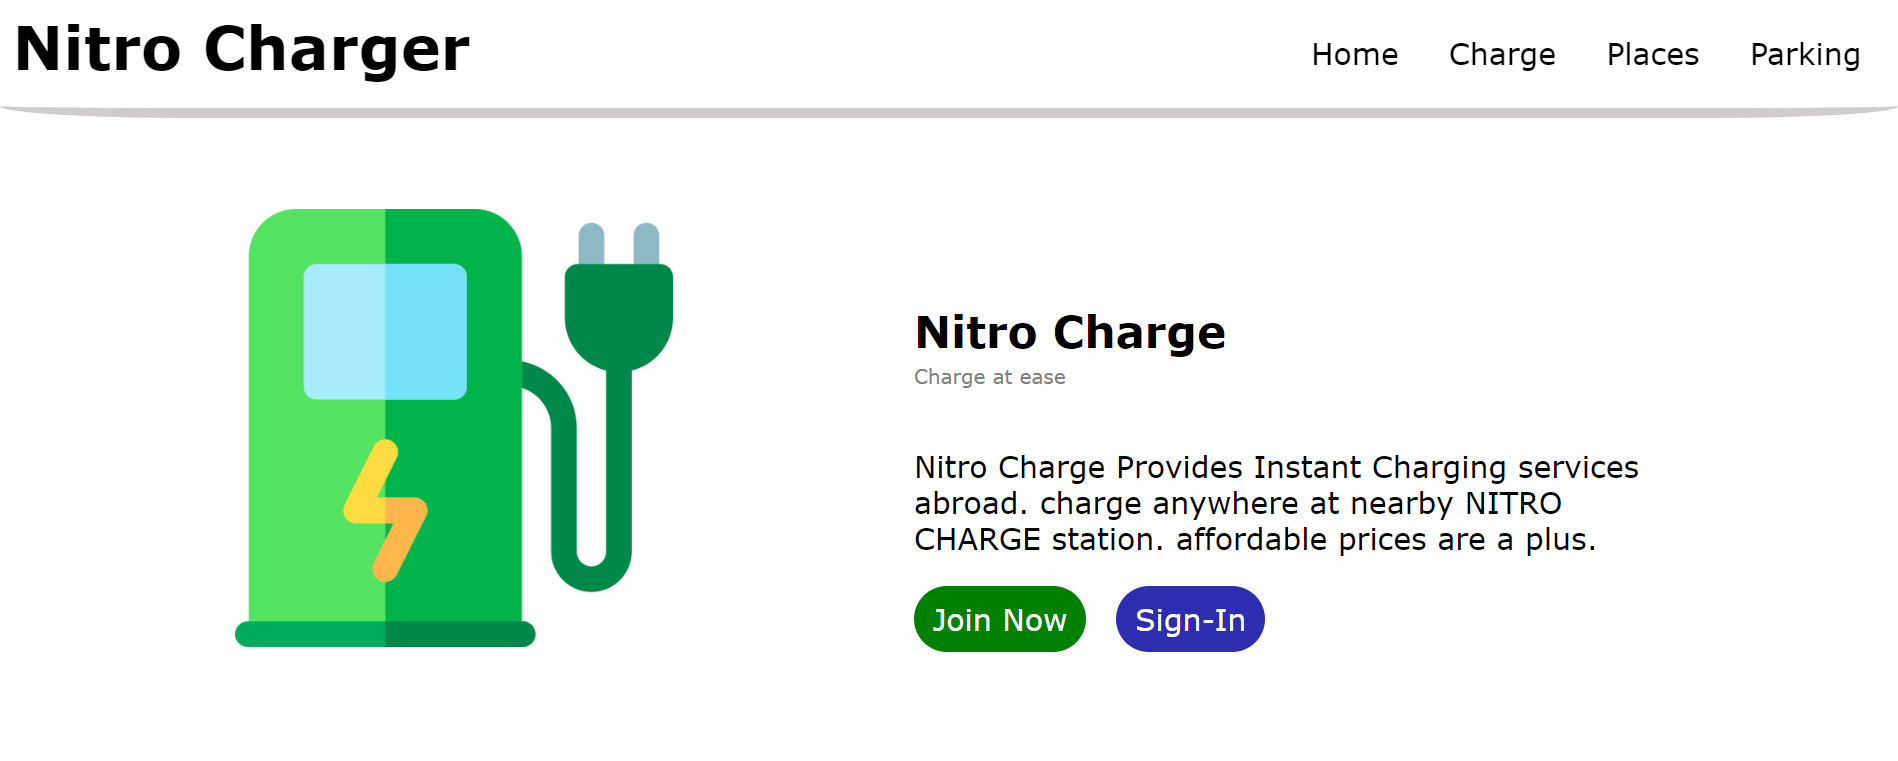 Nitro Charger
Home Charge Places Parking
Nitro Charge
Charge at ease
Nitro Charge Provides Instant Charging services
abroad. charge anywhere at nearby NITRO
CHARGE station. affordable prices are a plus.
Join Now Sign-In